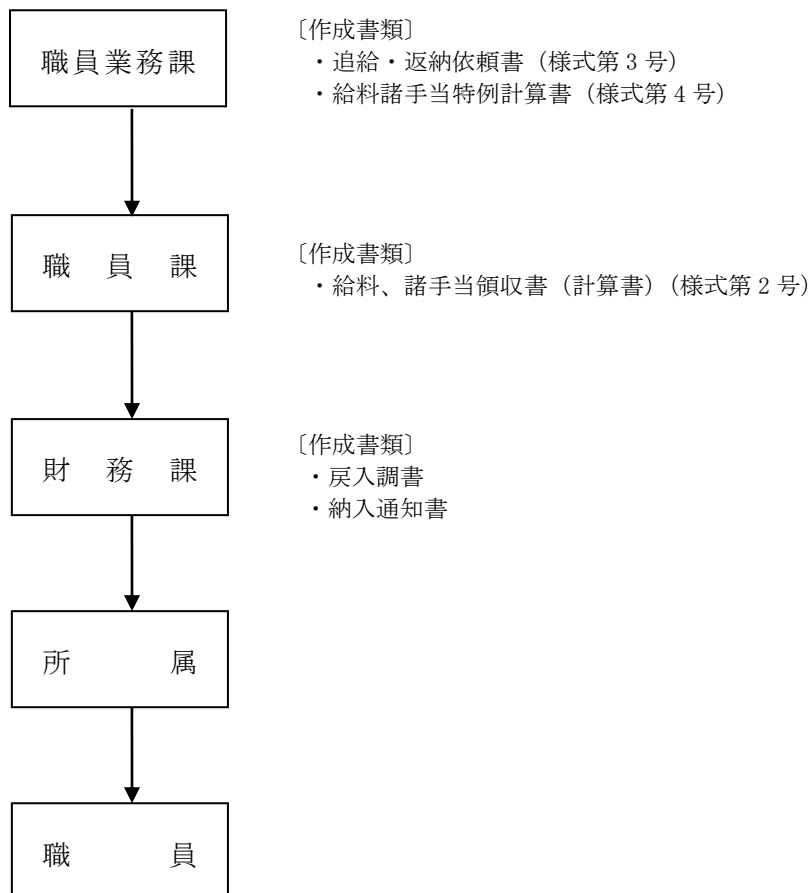 職員業務課
〔作成書類〕
・追給・返納依頼書（様式第３号）
・給料諸手当特例計算書（様式第４号）
職員課
〔作成書類〕
・給料、諸手当領収書（計算書）（様式第２号）
財務課
〔作成書類〕
・戻入調書
・納入通知書
所属
職員